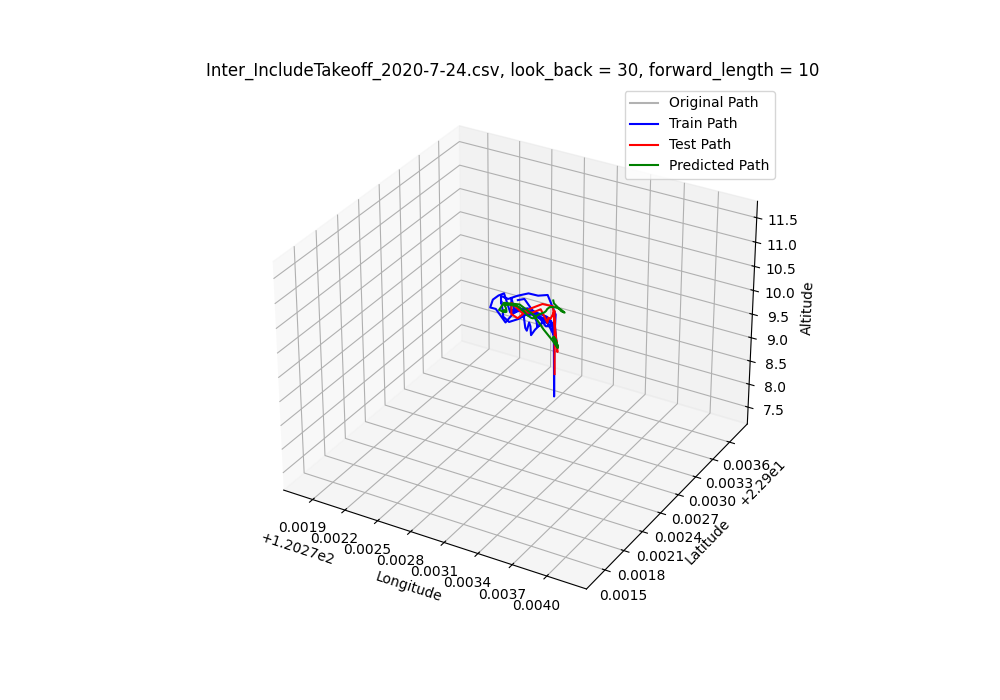 Inter_IncludeTakeoff_2020-7-24.csv, look_back = 30, forward_length = 10
Original Path
Train Path
Test Path
Predicted Path
11.5
11.0
10.5
10.0
9.5
9.0
8.5
8.0
7.5
Altitude
0.0036
0.0033
0.0030
0.0027
0.0024
0.0021
0.0018
0.0015
+2.29e1
Latitude
0.0019
0.0022
0.0025
0.0028
0.0031
0.0034
0.0037
0.0040
+1.2027e2
Longitude